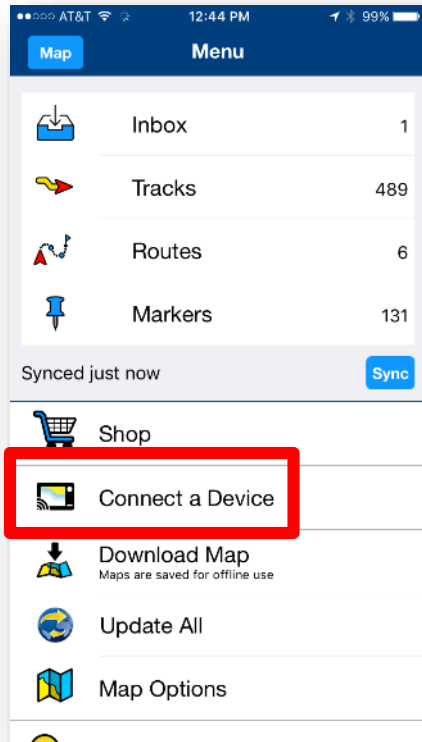 AT&T 12:44 PM 99%
Map Menu
Inbox 1
Tracks 489
Routes 6
Markers 131
Synced just now Sync
Shop
Connect a Device
Download Map
Maps are saved for offline use
Update All
Map Options